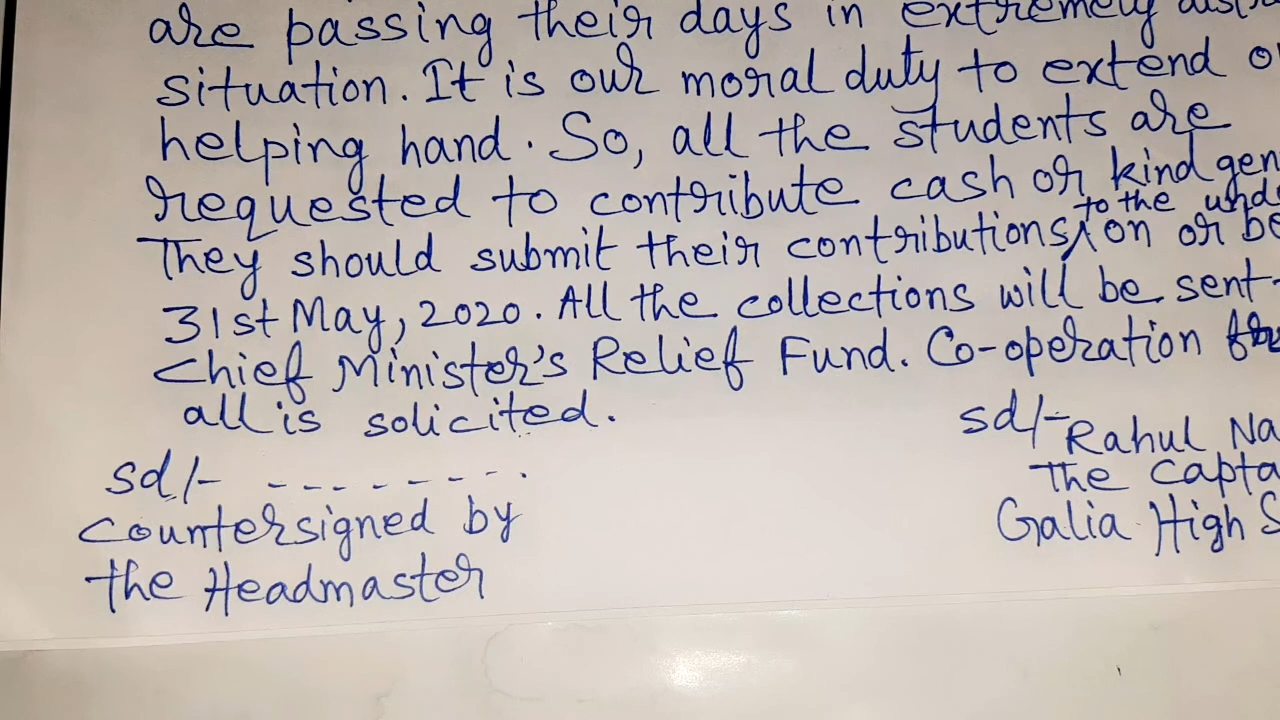 are passing their days in extremely
situation. It is our moral duty to extend
helping hand. So, all the students are
requested to contribute cash or kind
to the
They should submit their contributions on or
31st May, 2020. All the collections will be sent
Chief Minister's Relief Fund. Co-operation
all is solicited.
sd/- Rahul
The
Galia High
sd/- - - - - - - - - .
Countersigned by
the Headmaster